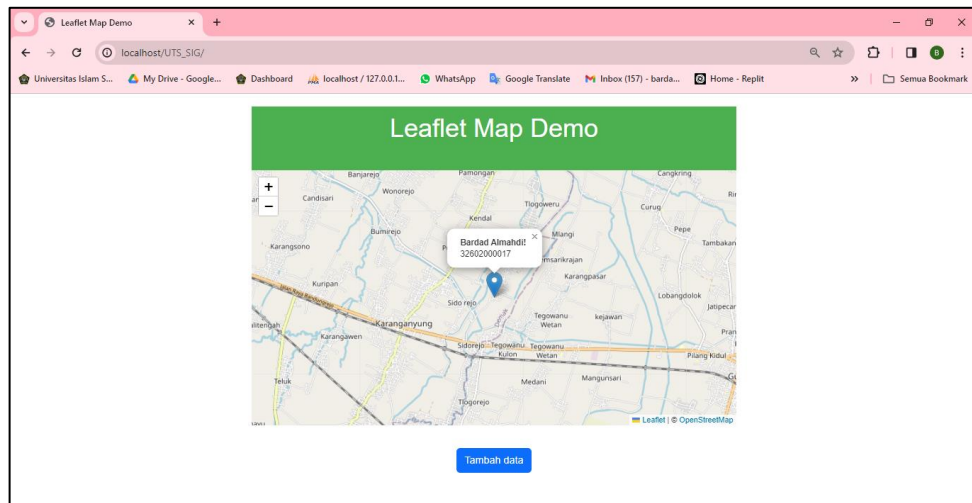 Leaflet Map Demo
localhost/UTS_SIG/
Universitas Islam S...
My Drive - Google...
Dashboard
localhost / 127.0.0.1...
WhatsApp
Google Translate
Inbox (157) - barda...
Home - Replit
»
Semua Bookmark
B
Leaflet Map Demo
+
−
Banjarejo
Pamongan
Cangkring
Candisari
Wonorejo
Tlogoweru
Curug
Kendal
Bumirejo
Mlangi
Pepe
Tambakan
Karangsono
Bardad Almahdi!
×
32602000017
emsarikrajan
Karangpasar
Kuripan
Lobangdolok
Sido rejo
Jatipecar
Karanganyung
Tegowanu
Wetan
kejawan
Karangawen
Sidorejo
Tegowanu
Kulon
Tegowanu
Wetan
Pilang Kidul
Teluk
Medani
Mangunsari
Tlogorejo
Leaflet | © OpenStreetMap
Tambah data